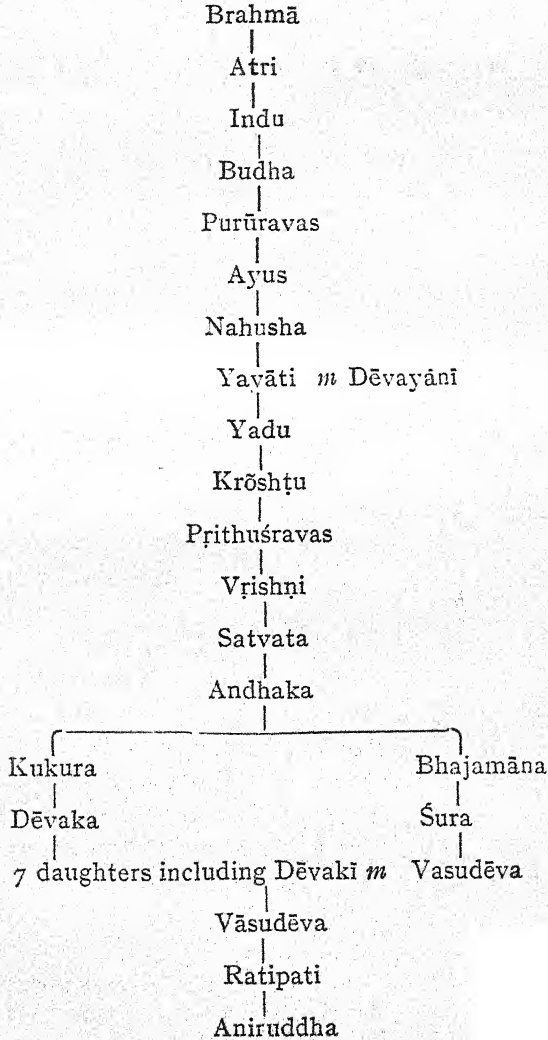 Brahmā
Atri
Indu
Budha
Purūravas
Ayus
Nahusha
Yayāti m Dēvayānī
Yadu
Krōshṭu
Pṛithuśravas
Vṛishṇi
Satvata
Andhaka
Kukura Bhajamāna
Dēvaka Śura
7 daughters including Dēvakī m Vasudēva
Vāsudēva
Ratipati
Aniruddha